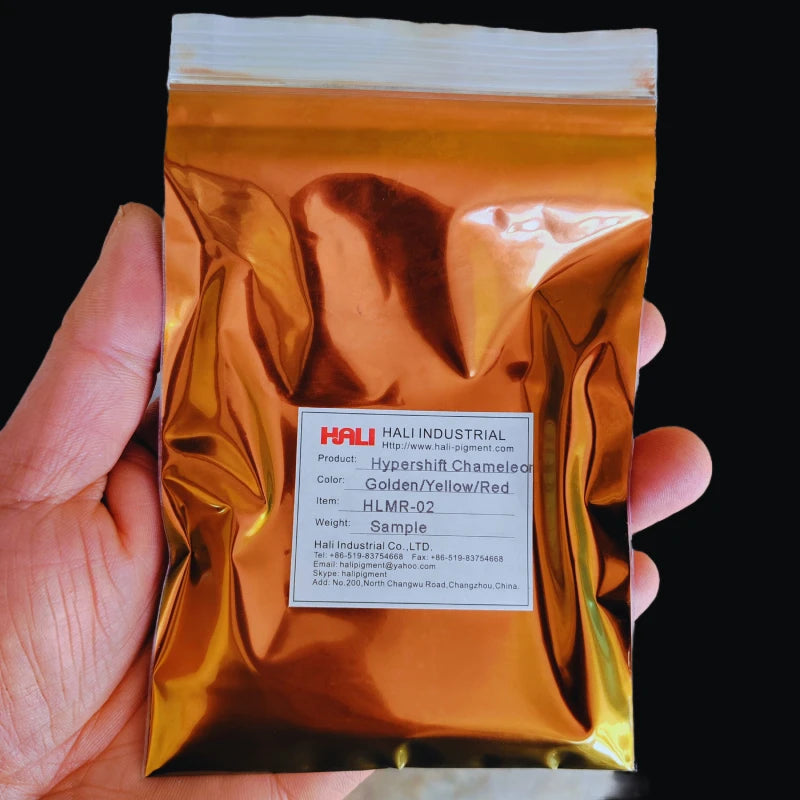 HALI HALI INDUSTRIAL
Http://www.hali-pigment.com
Product: Hypershift Chameleon
Color: Golden/Yellow/Red
Item: HLMR-02
Weight: Sample
Hali Industrial Co.,LTD.
Tel: +86-519-83754668 Fax: +86-519-83754668
Email: halipigment@yahoo.com
Skype: halipigment
Add: No.200,North Changwu Road,Changzhou,China.